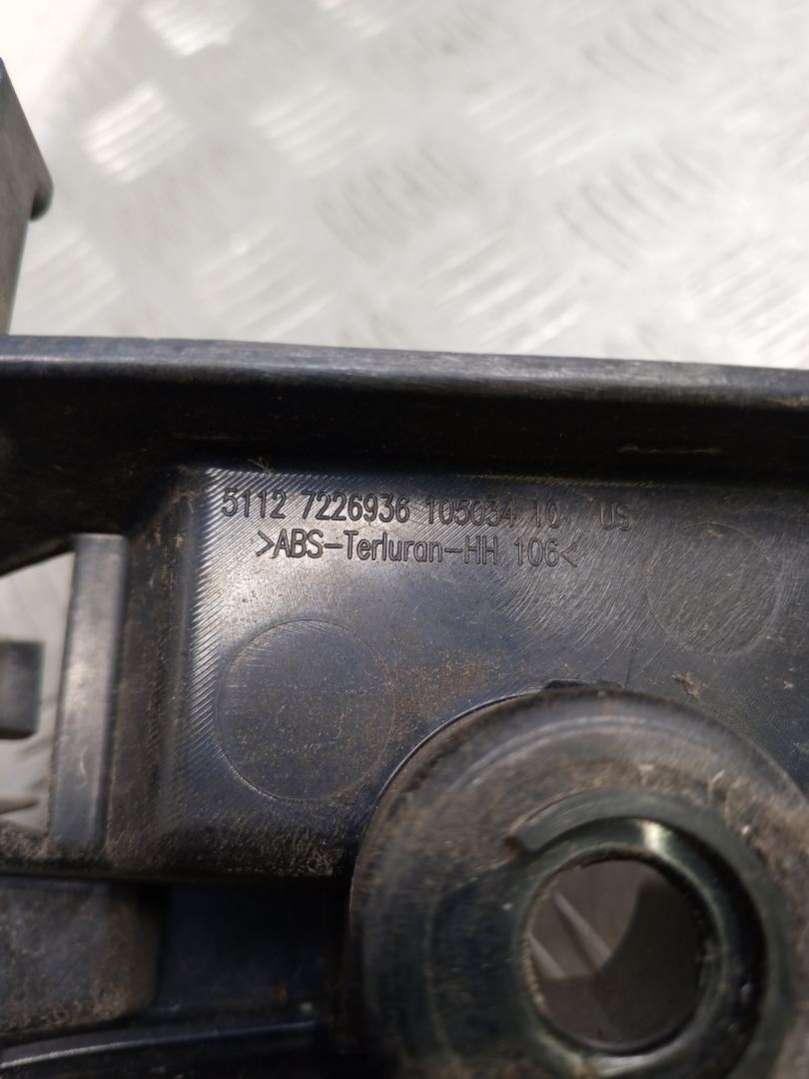 5112 7226936 105034 10 US
>ABS-Terluran-HH 106<